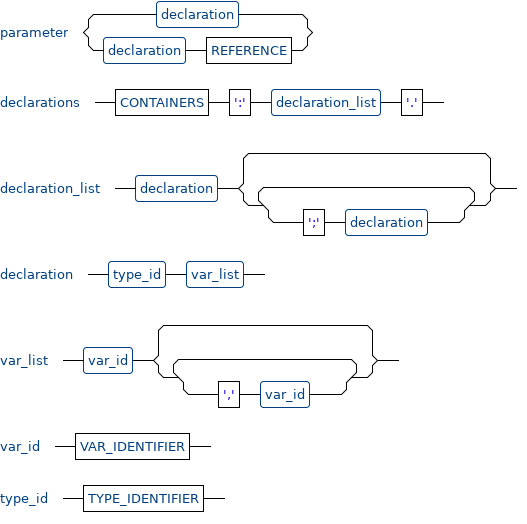 declaration
parameter
declaration REFERENCE
declarations CONTAINERS ':' declaration_list '.'
declaration_list declaration
';' declaration
declaration type_id var_list
var_list var_id
',' var_id
var_id VAR_IDENTIFIER
type_id TYPE_IDENTIFIER